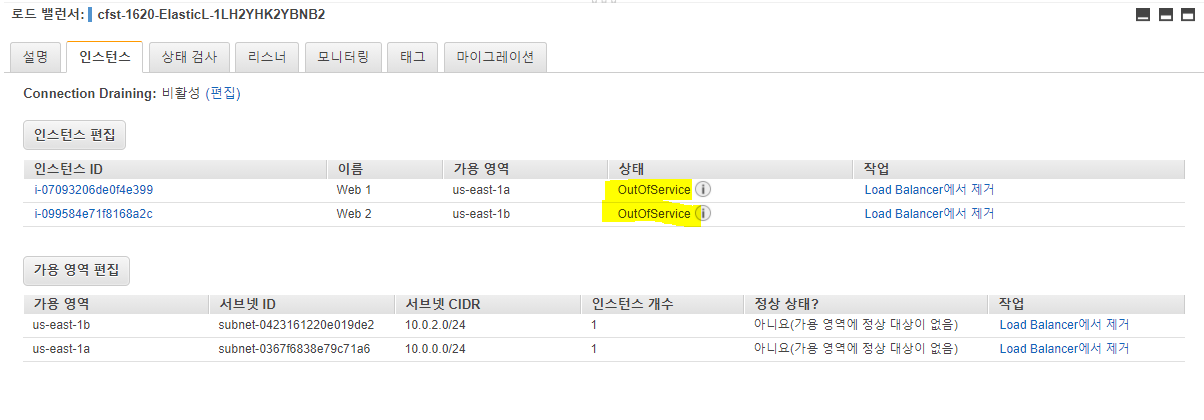 로드 밸런서: cfst-1620-ElasticL-1LH2YHK2YBNB2
설명 인스턴스 상태 검사 리스너 모니터링 태그 마이그레이션
Connection Draining: 비활성 (편집)
인스턴스 편집
인스턴스 ID 이름 가용 영역 상태 작업
i-07093206de0f4e399 Web 1 us-east-1a OutOfService i Load Balancer에서 제거
i-099584e71f8168a2c Web 2 us-east-1b OutOfService i Load Balancer에서 제거
가용 영역 편집
가용 영역 서브넷 ID 서브넷 CIDR 인스턴스 개수 정상 상태? 작업
us-east-1b subnet-0423161220e019de2 10.0.2.0/24 1 아니요(가용 영역에 정상 대상이 없음) Load Balancer에서 제거
us-east-1a subnet-0367f6838e79c71a6 10.0.0.0/24 1 아니요(가용 영역에 정상 대상이 없음) Load Balancer에서 제거